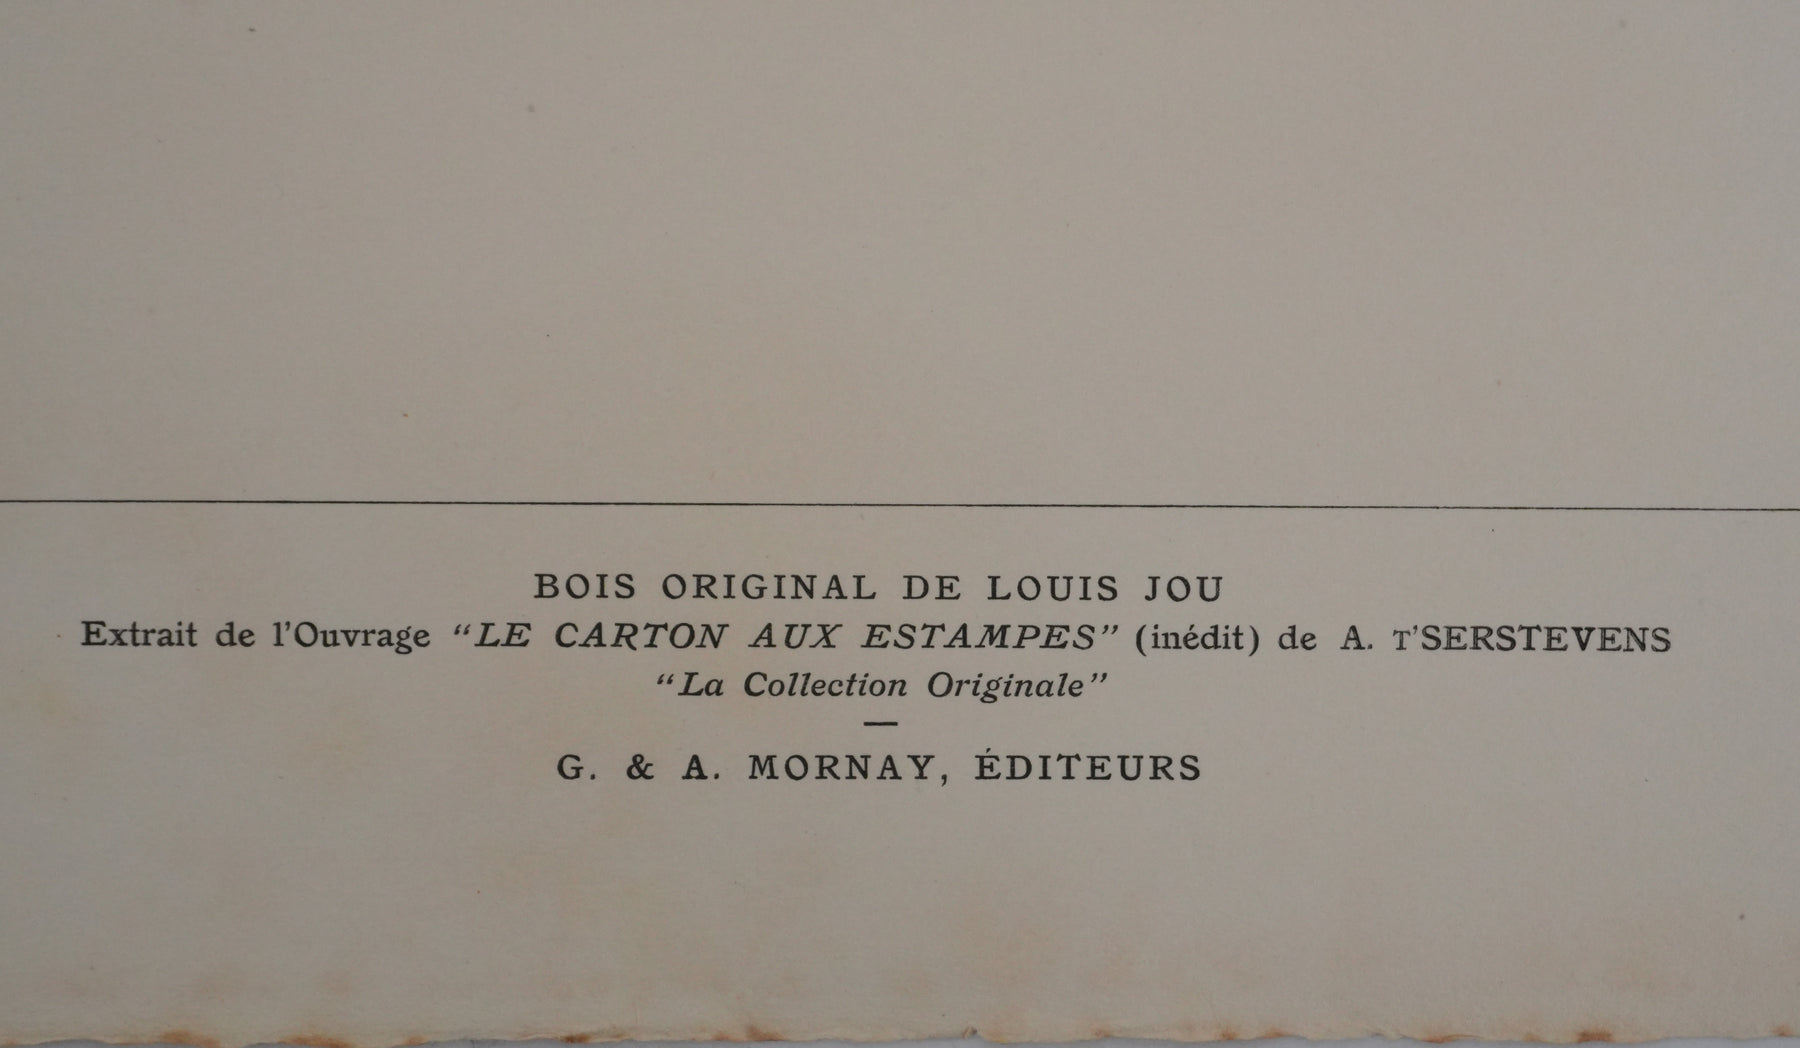 BOIS ORIGINAL DE LOUIS JOU
Extrait de l'Ouvrage “LE CARTON AUX ESTAMPES” (inédit) de A. T'SERSTEVENS
“La Collection Originale”
—
G. & A. MORNAY, ÉDITEURS